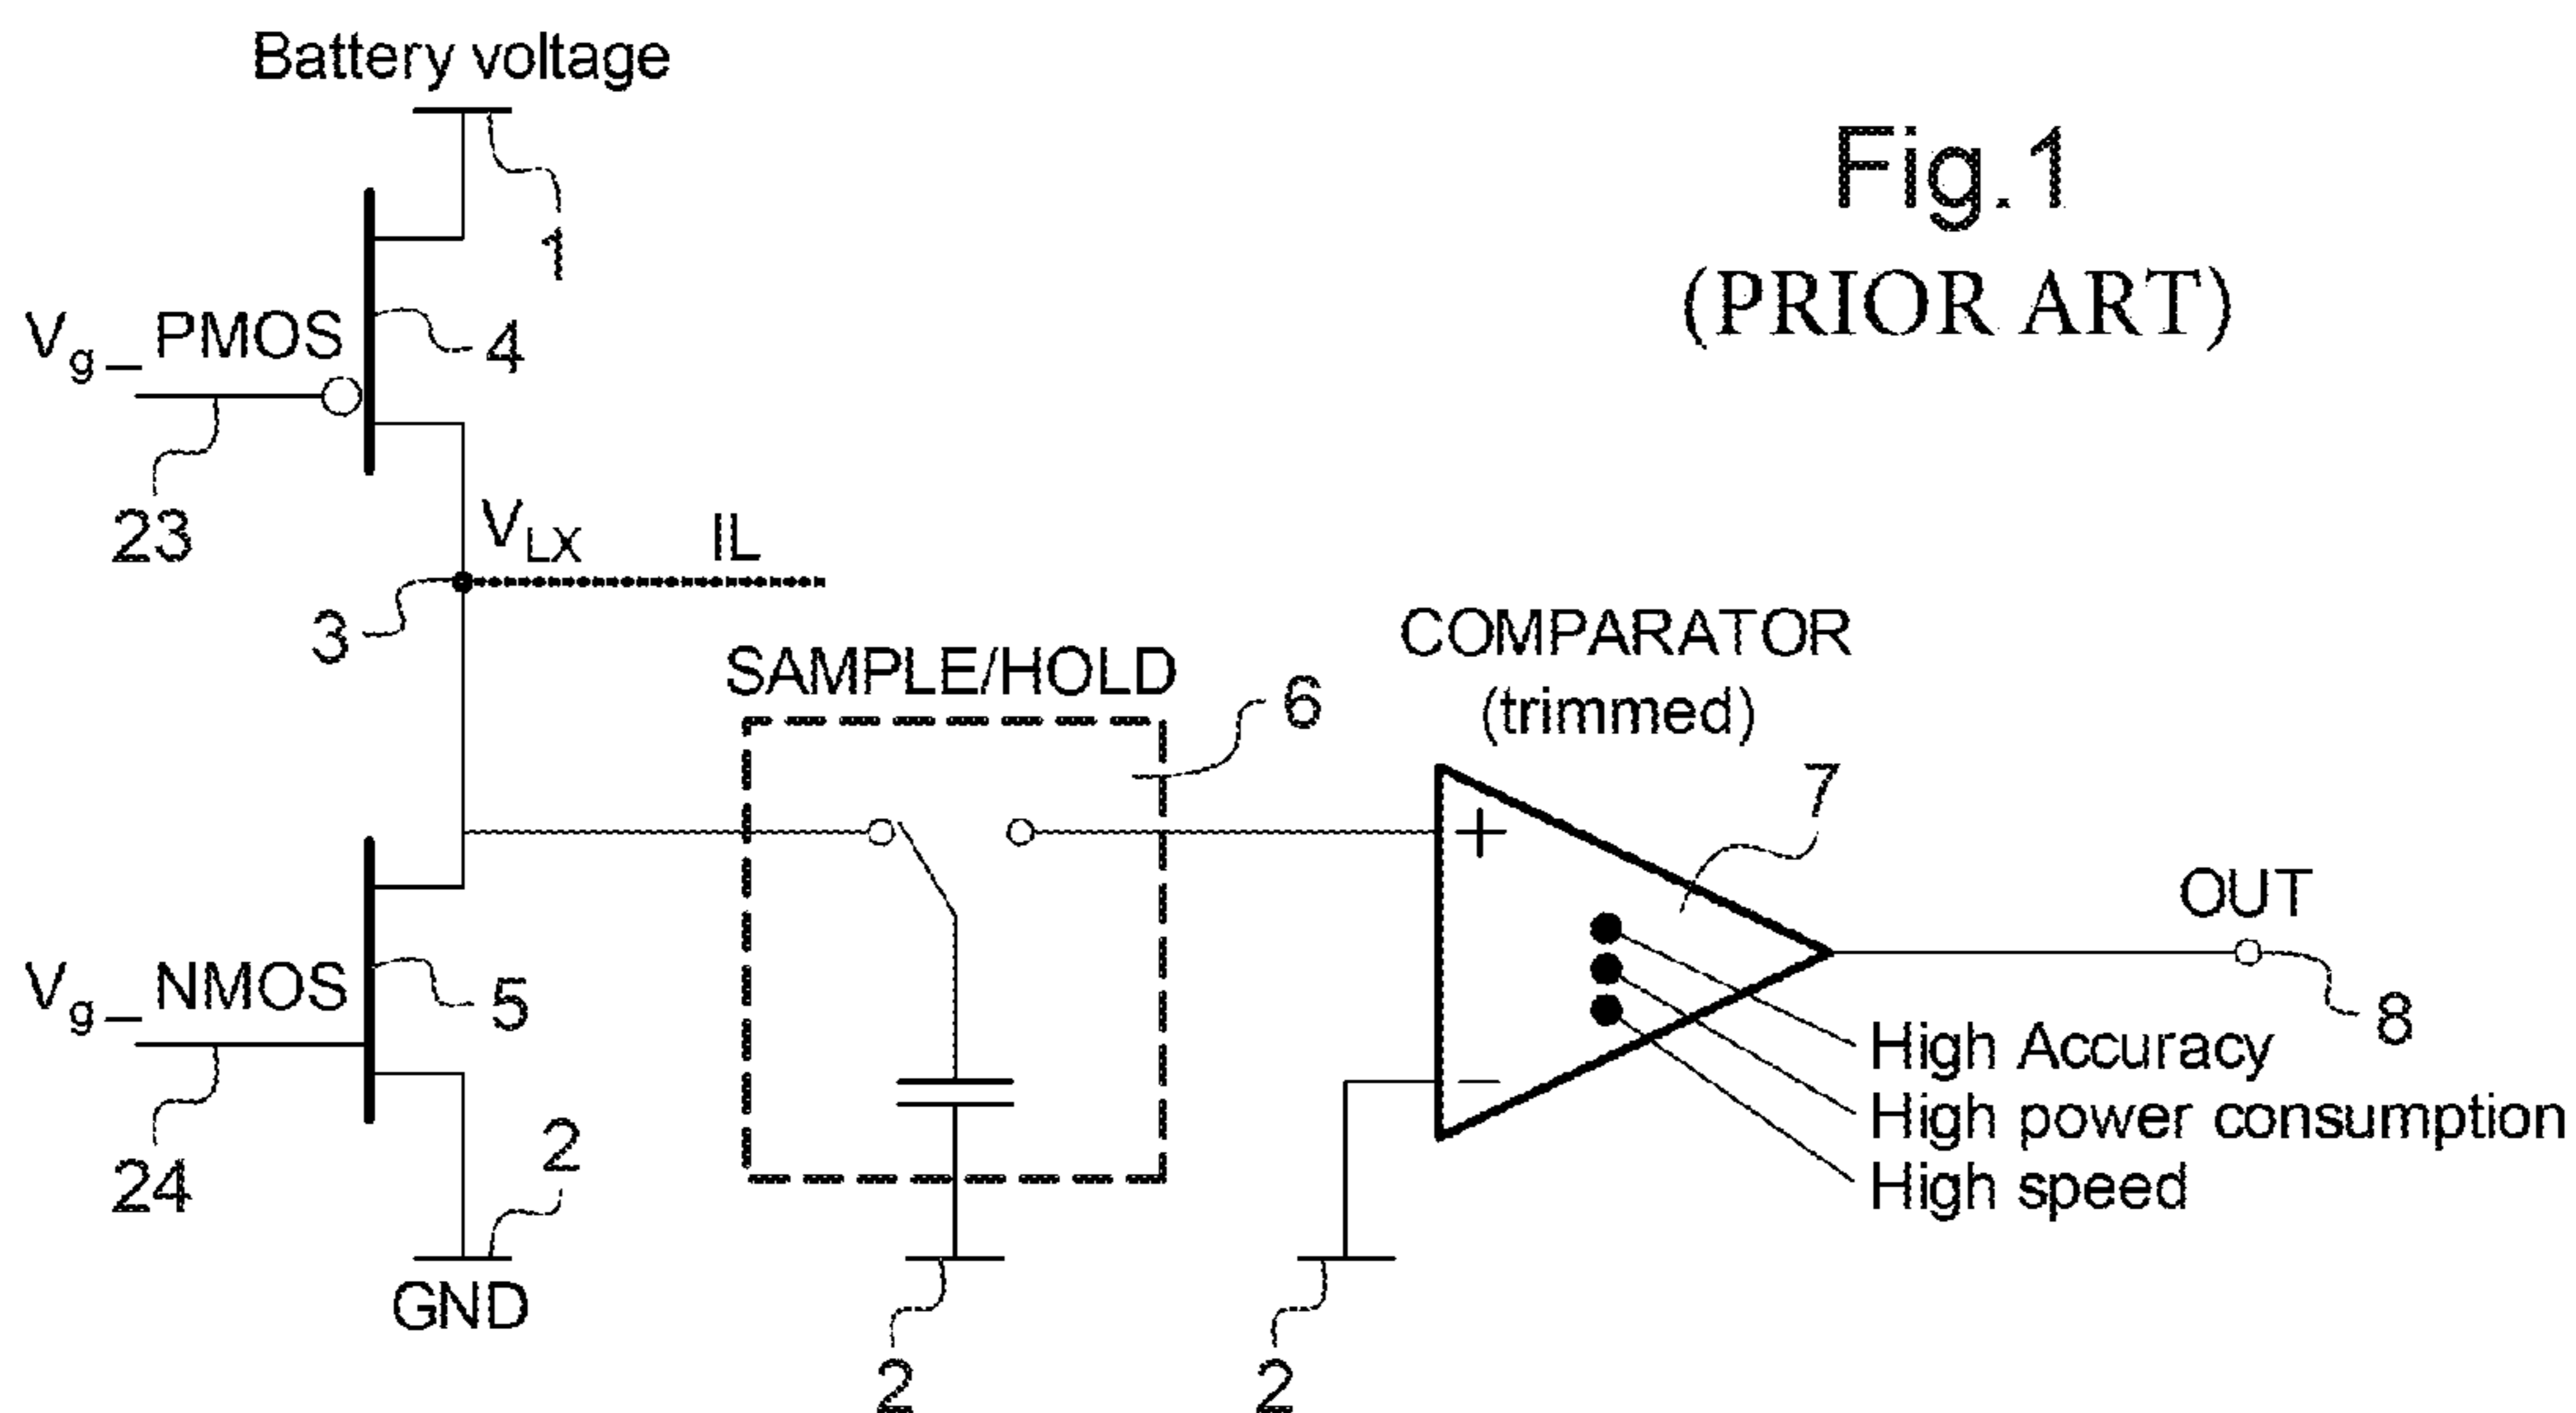 Battery voltage
Fig.1
(PRIOR ART)
1
Vg_PMOS
4
23
VLX IL
3
SAMPLE/HOLD
6
COMPARATOR
(trimmed)
7
+
OUT
Vg_NMOS
5
8
High Accuracy
High power consumption
High speed
−
24
2
GND
2
2